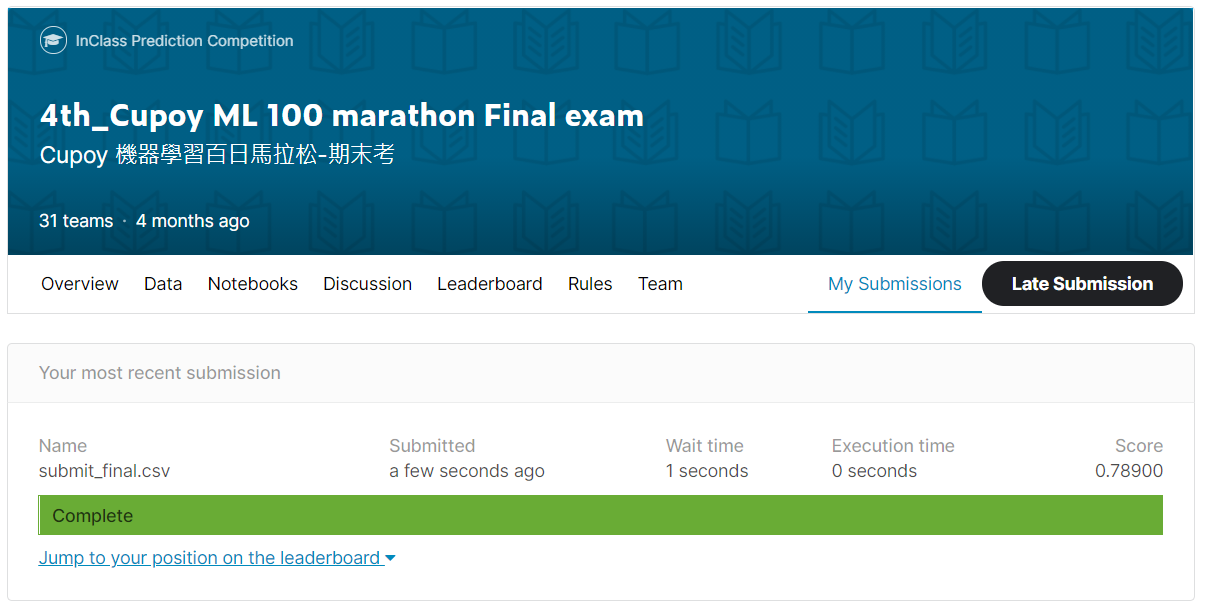 InClass Prediction Competition
4th_Cupoy ML 100 marathon Final exam
Cupoy 機器學習百日馬拉松-期末考
31 teams · 4 months ago
Overview Data Notebooks Discussion Leaderboard Rules Team My Submissions Late Submission
Your most recent submission
Name Submitted Wait time Execution time Score
submit_final.csv a few seconds ago 1 seconds 0 seconds 0.78900
Complete
Jump to your position on the leaderboard